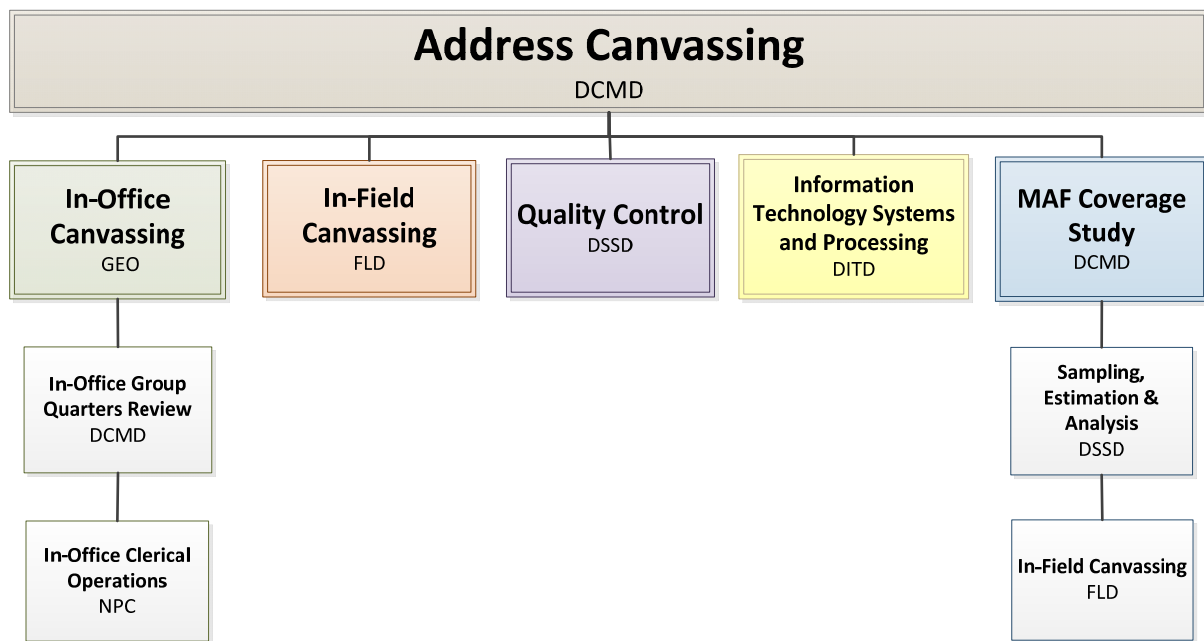 Address Canvassing
DCMD
In-Office
Canvassing
GEO
In-Field
Canvassing
FLD
Quality Control
DSSD
Information
Technology Systems
and Processing
DITD
MAF Coverage
Study
DCMD
In-Office Group
Quarters Review
DCMD
Sampling,
Estimation &
Analysis
DSSD
In-Office Clerical
Operations
NPC
In-Field Canvassing
FLD